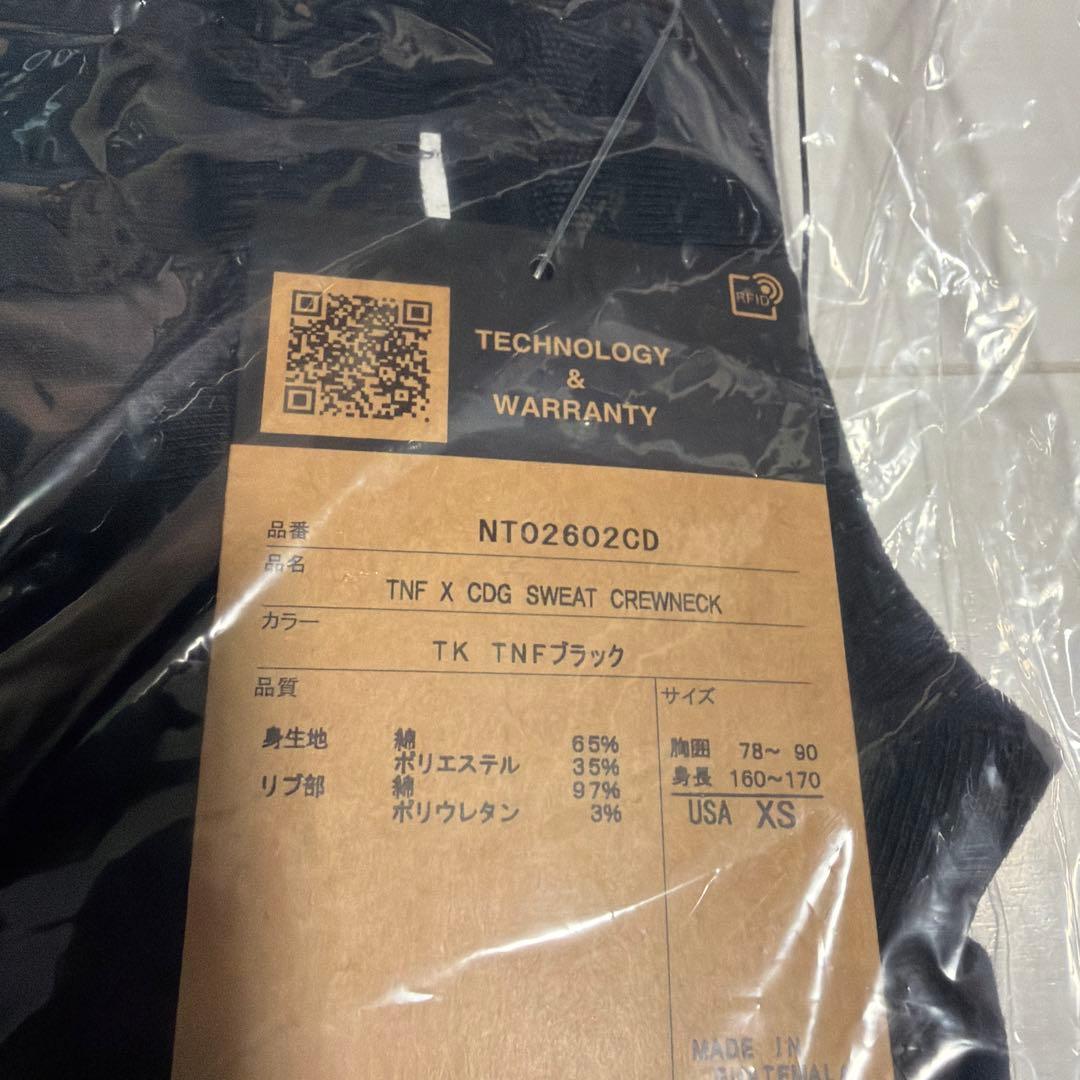 RFID
TECHNOLOGY
&
WARRANTY
品番 NT02602CD
品名
TNF X CDG SWEAT CREWNECK
カラー
TK TNFブラック
品質
サイズ
身生地 綿 65%
ポリエステル 35%
リブ部 綿 97%
ポリウレタン 3%
胸囲 78～ 90
身長 160～170
USA XS
MADE IN